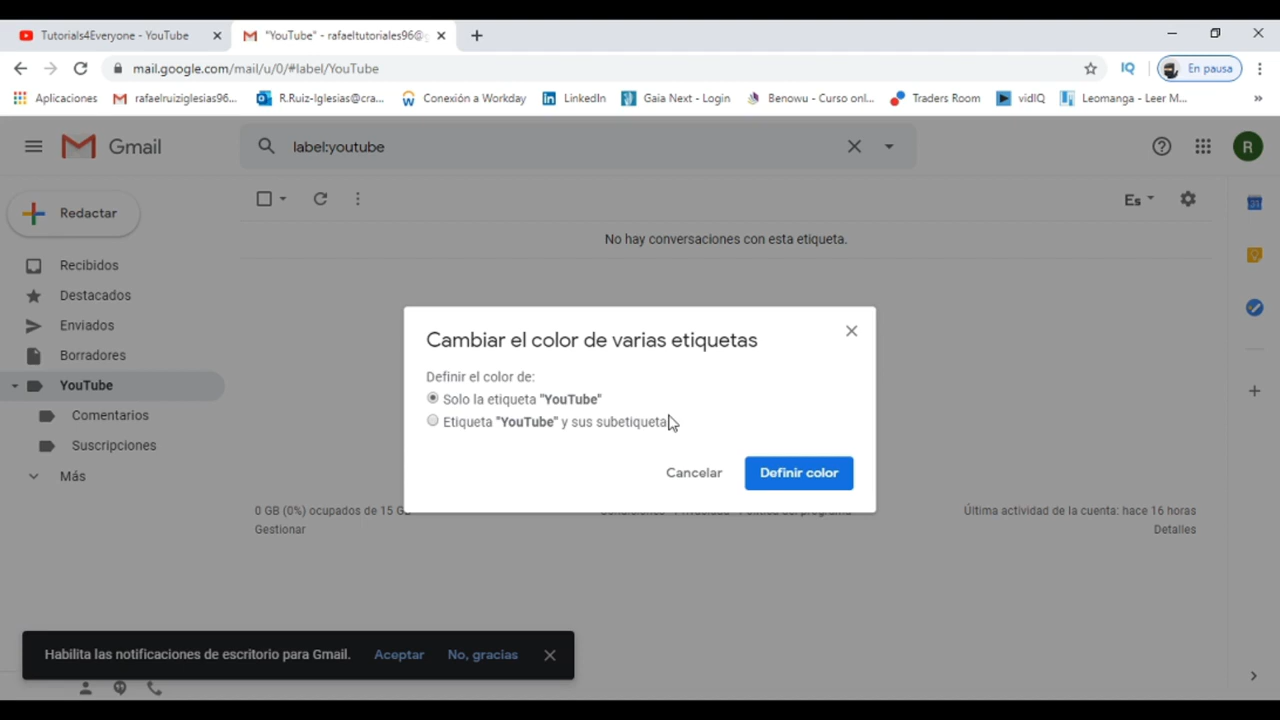 Tutorials4Everyone - YouTube
"YouTube" - rafaeltutoriales96@g
mail.google.com/mail/u/0/#label/YouTube
IQ
En pausa
Aplicaciones
rafaelruiziglesias96...
R.Ruiz-Iglesias@cra...
Conexión a Workday
LinkedIn
Gaia Next - Login
Benowu - Curso onl...
Traders Room
vidIQ
Leomanga - Leer M...
»
Gmail
label:youtube
R
Redactar
Es
No hay conversaciones con esta etiqueta.
Recibidos
Destacados
Enviados
Borradores
YouTube
Comentarios
Suscripciones
Más
Cambiar el color de varias etiquetas
Definir el color de:
Solo la etiqueta "YouTube"
Etiqueta "YouTube" y sus subetiquetas
Cancelar
Definir color
0 GB (0%) ocupados de 15 GB
Gestionar
Última actividad de la cuenta: hace 16 horas
Detalles
Habilita las notificaciones de escritorio para Gmail.
Aceptar
No, gracias